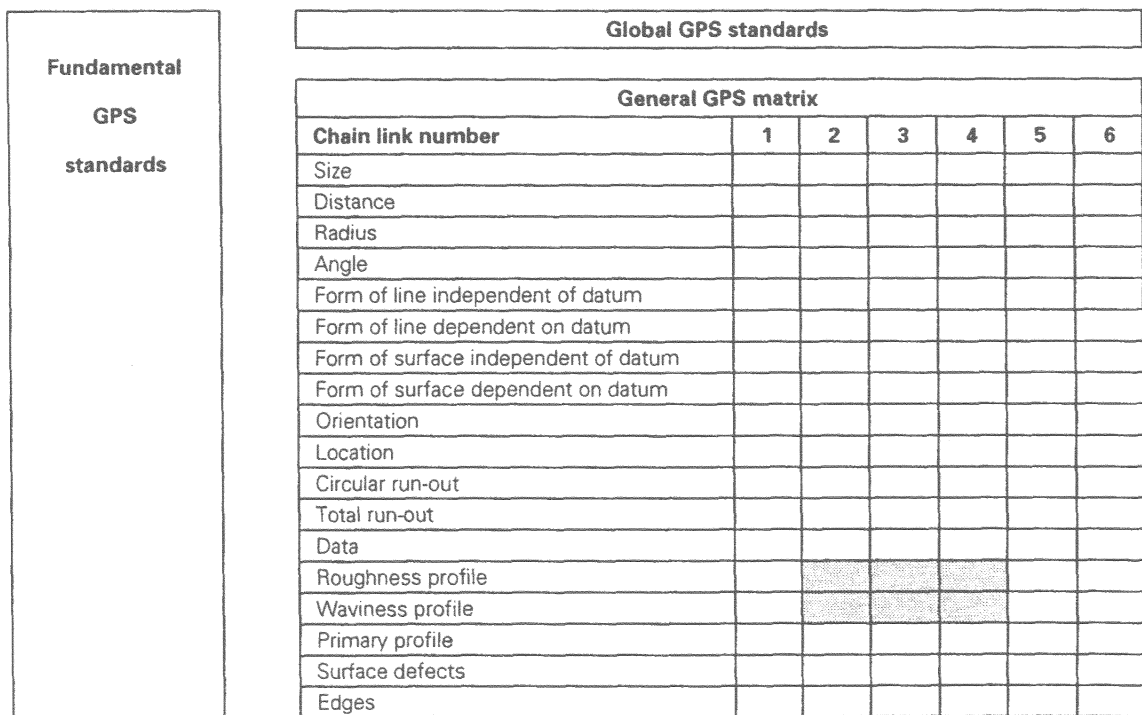 Fundamental
GPS
standards
Global GPS standards
General GPS matrix
Chain link number 1 2 3 4 5 6
Size
Distance
Radius
Angle
Form of line independent of datum
Form of line dependent on datum
Form of surface independent of datum
Form of surface dependent on datum
Orientation
Location
Circular run-out
Total run-out
Data
Roughness profile
Waviness profile
Primary profile
Surface defects
Edges